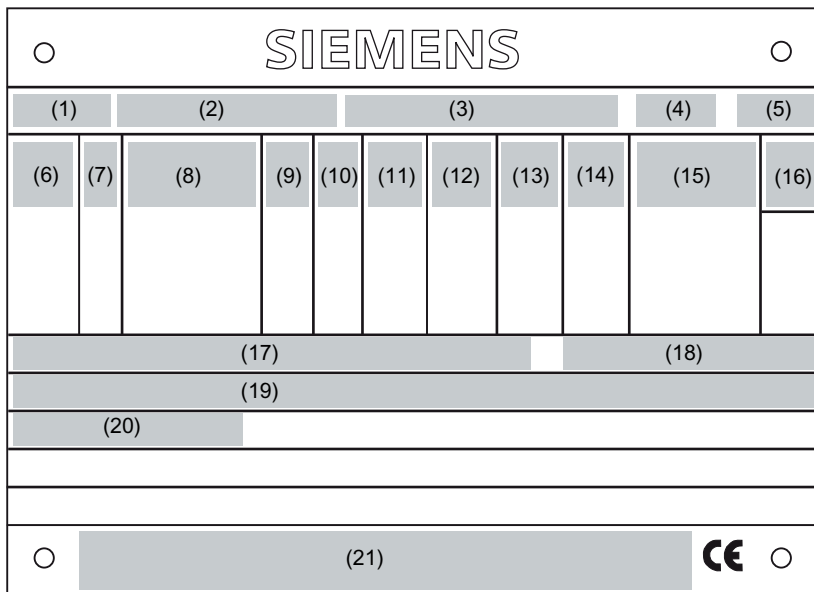 SIEMENS
(1) (2) (3) (4) (5)
(6) (7) (8) (9) (10) (11) (12) (13) (14) (15) (16)
(17) (18)
(19)
(20)
(21) CE